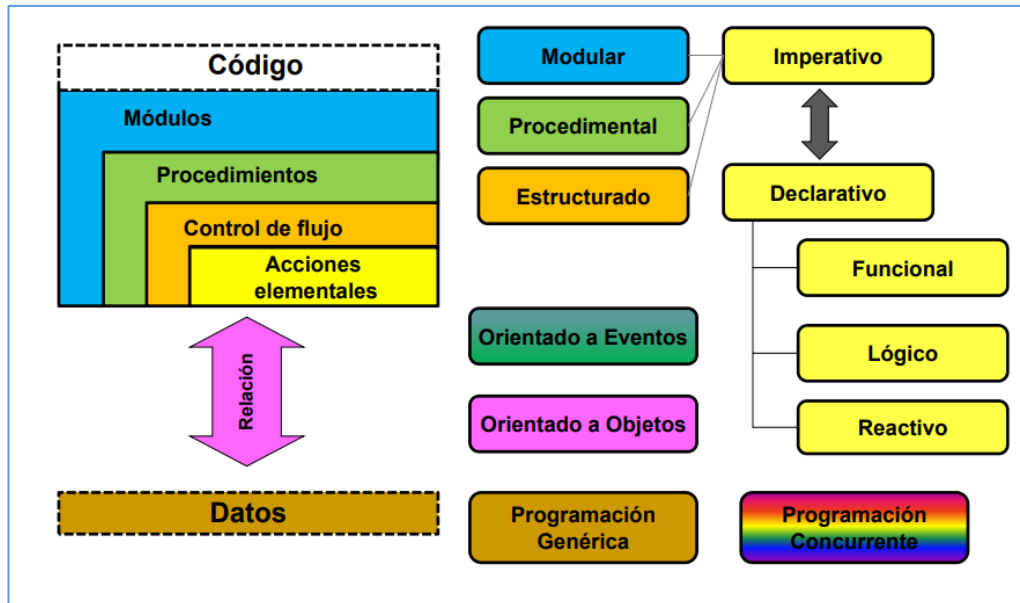 Código
Módulos
Procedimientos
Control de flujo
Acciones
elementales
Relación
Datos
Modular
Procedimental
Estructurado
Orientado a Eventos
Orientado a Objetos
Programación
Genérica
Imperativo
Declarativo
Funcional
Lógico
Reactivo
Programación
Concurrente